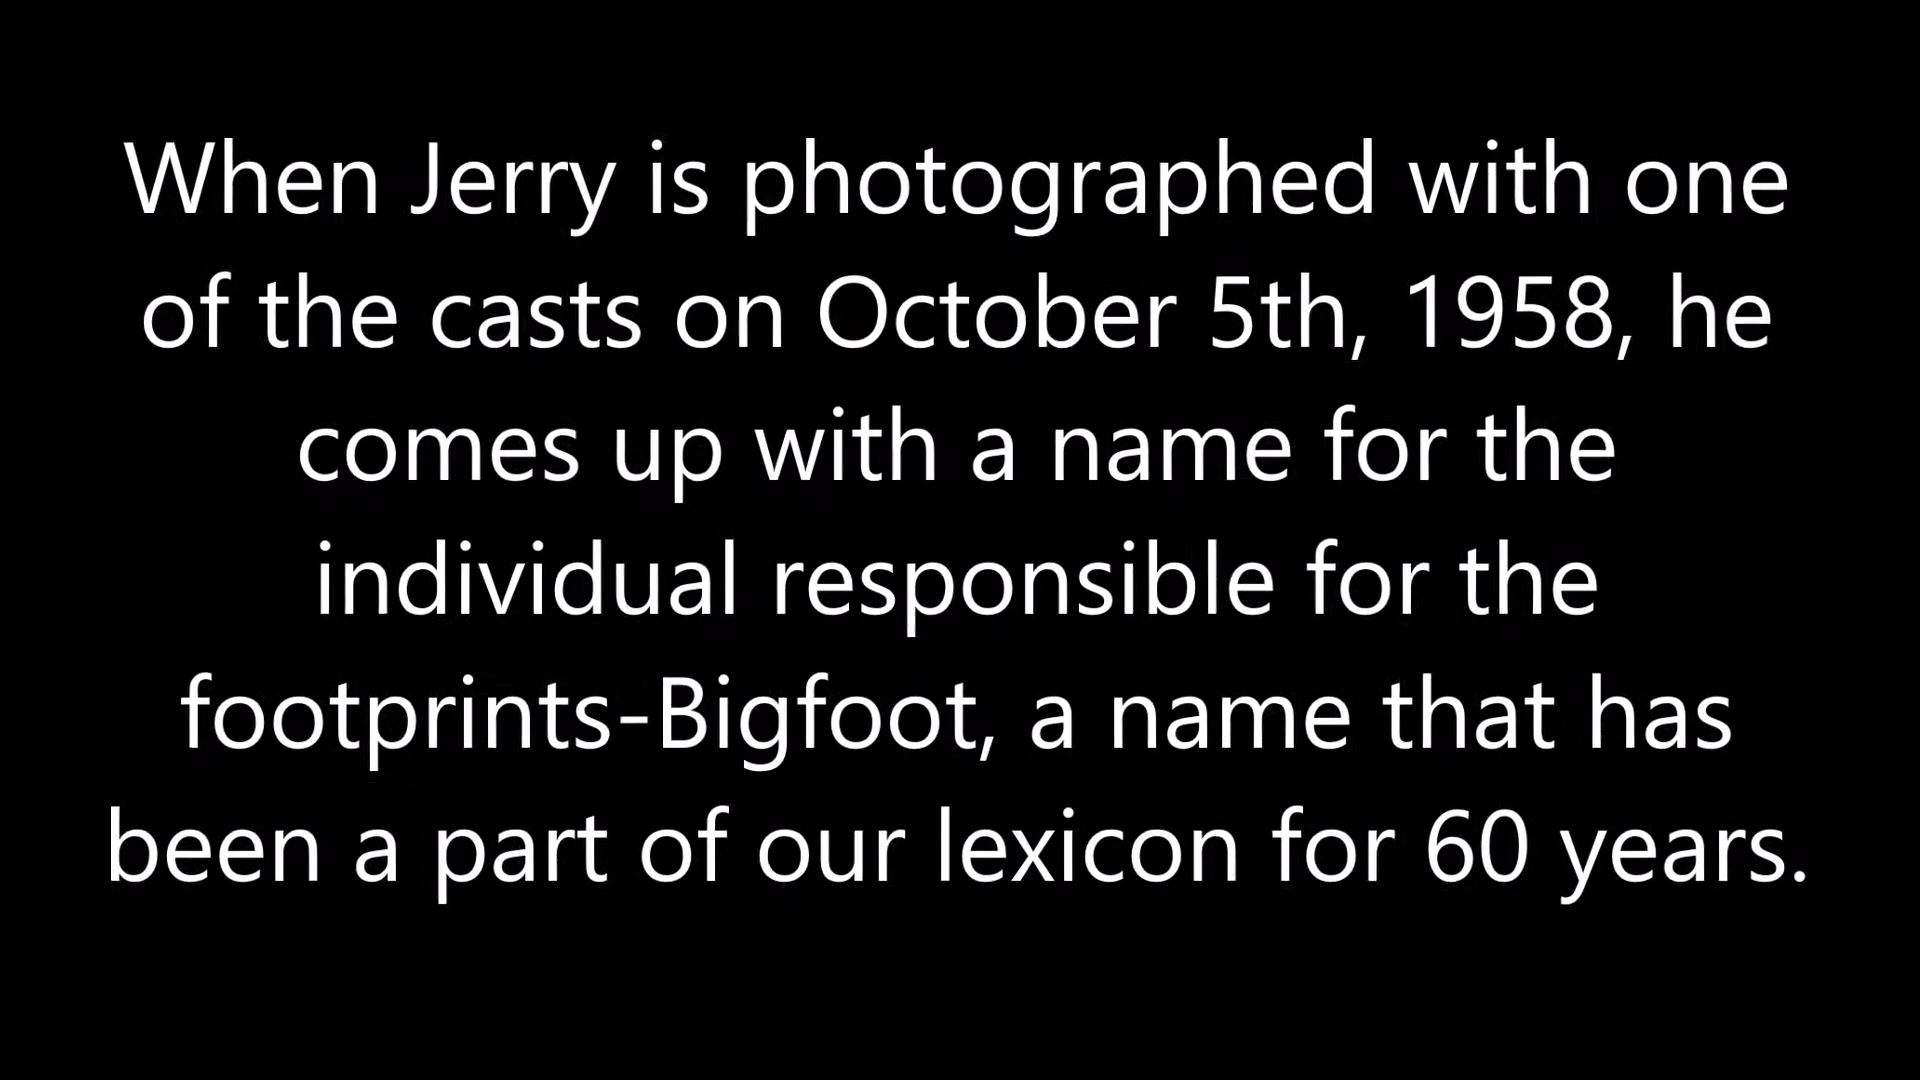 When Jerry is photographed with one
of the casts on October 5th, 1958, he
comes up with a name for the
individual responsible for the
footprints-Bigfoot, a name that has
been a part of our lexicon for 60 years.